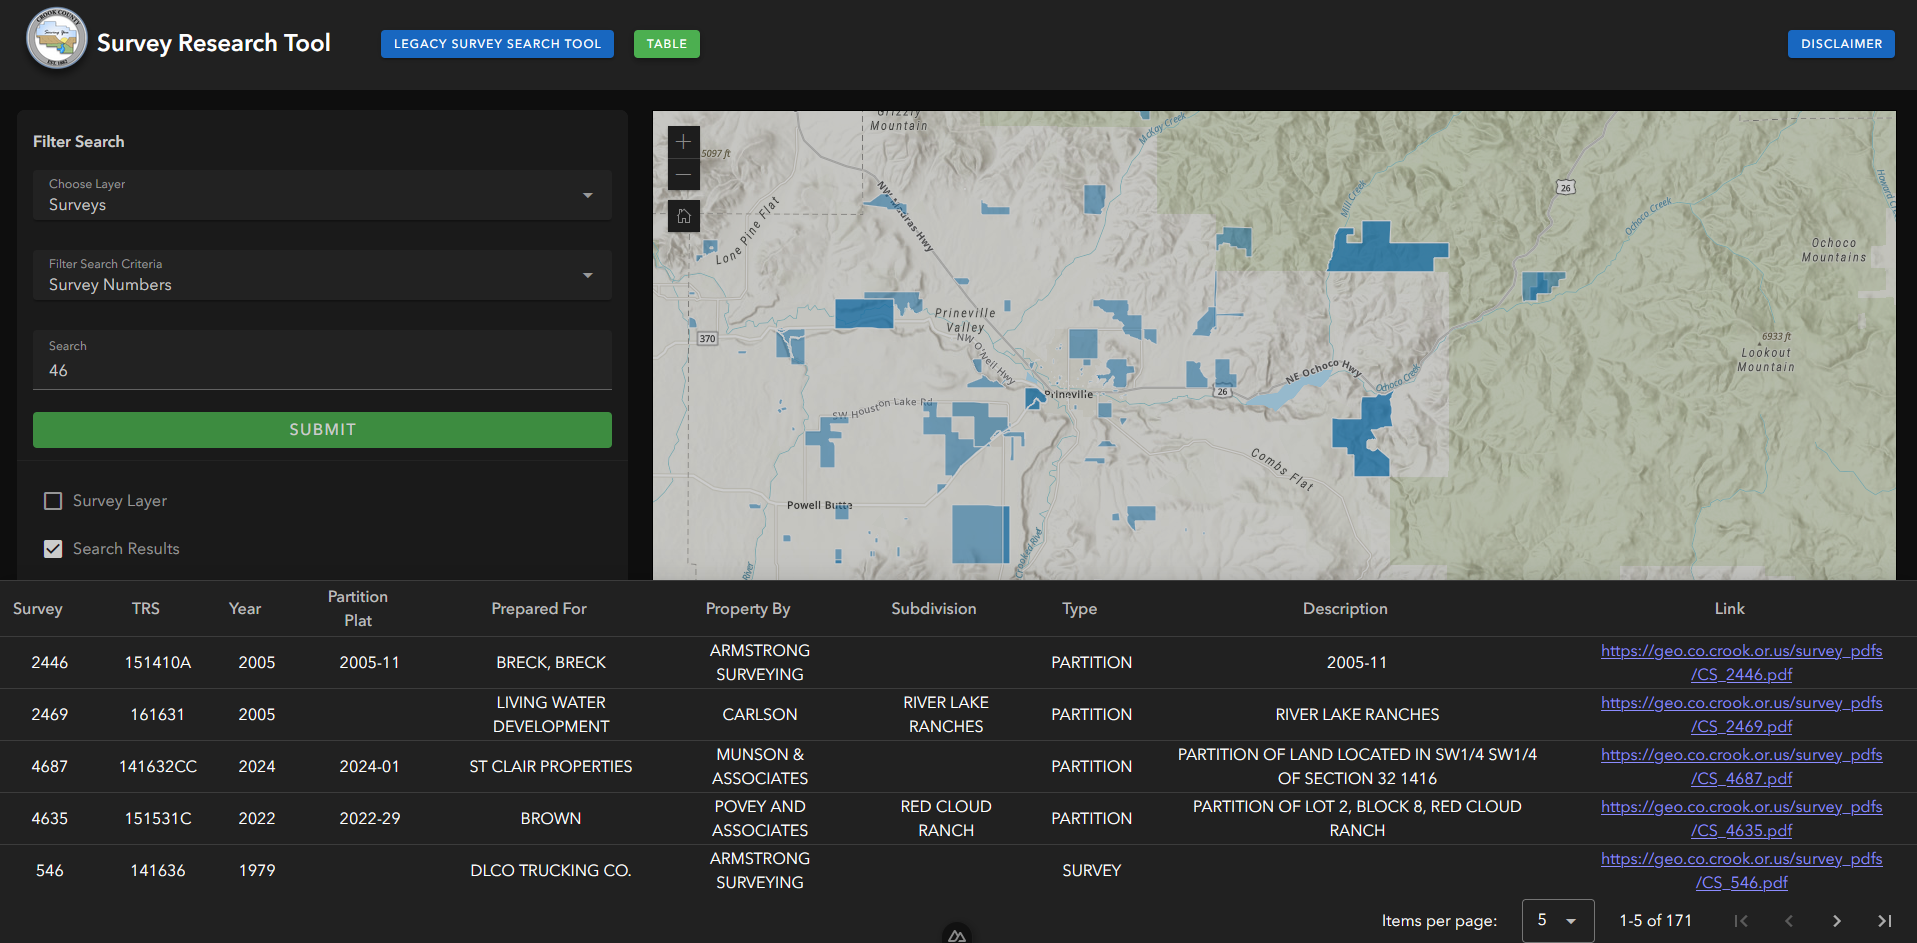 CROOK COUNTY
EST. 1882
Survey Research Tool
LEGACY SURVEY SEARCH TOOL
TABLE
DISCLAIMER
Filter Search
Choose Layer
Surveys
Filter Search Criteria
Survey Numbers
Search
46
SUBMIT
Survey Layer
Search Results
Grizzly
Mountain
5097 ft
McKay Creek
NW Madras Hwy
Lone Pine Flat
Mill Creek
26
Ochoco Creek
Ochoco
Mountains
Prineville
Valley
370
NW O'Neil Hwy
6933 ft
Lookout
Mountain
NE Ochoco Hwy
Ochoco Creek
26
Prineville
SW Houston Lake Rd
Combs Flat
Powell Butte
Crooked River
River
Survey TRS Year Partition Plat Prepared For Property By Subdivision Type Description Link
2446 151410A 2005 2005-11 BRECK, BRECK ARMSTRONG SURVEYING PARTITION 2005-11 https://geo.co.crook.or.us/survey_pdfs/CS_2446.pdf
2469 161631 2005 LIVING WATER DEVELOPMENT CARLSON RIVER LAKE RANCHES PARTITION RIVER LAKE RANCHES https://geo.co.crook.or.us/survey_pdfs/CS_2469.pdf
4687 141632CC 2024 2024-01 ST CLAIR PROPERTIES MUNSON & ASSOCIATES PARTITION PARTITION OF LAND LOCATED IN SW1/4 SW1/4 OF SECTION 32 1416 https://geo.co.crook.or.us/survey_pdfs/CS_4687.pdf
4635 151531C 2022 2022-29 BROWN POVEY AND ASSOCIATES RED CLOUD RANCH PARTITION PARTITION OF LOT 2, BLOCK 8, RED CLOUD RANCH https://geo.co.crook.or.us/survey_pdfs/CS_4635.pdf
546 141636 1979 DLCO TRUCKING CO. ARMSTRONG SURVEYING SURVEY https://geo.co.crook.or.us/survey_pdfs/CS_546.pdf
Items per page: 5 1-5 of 171